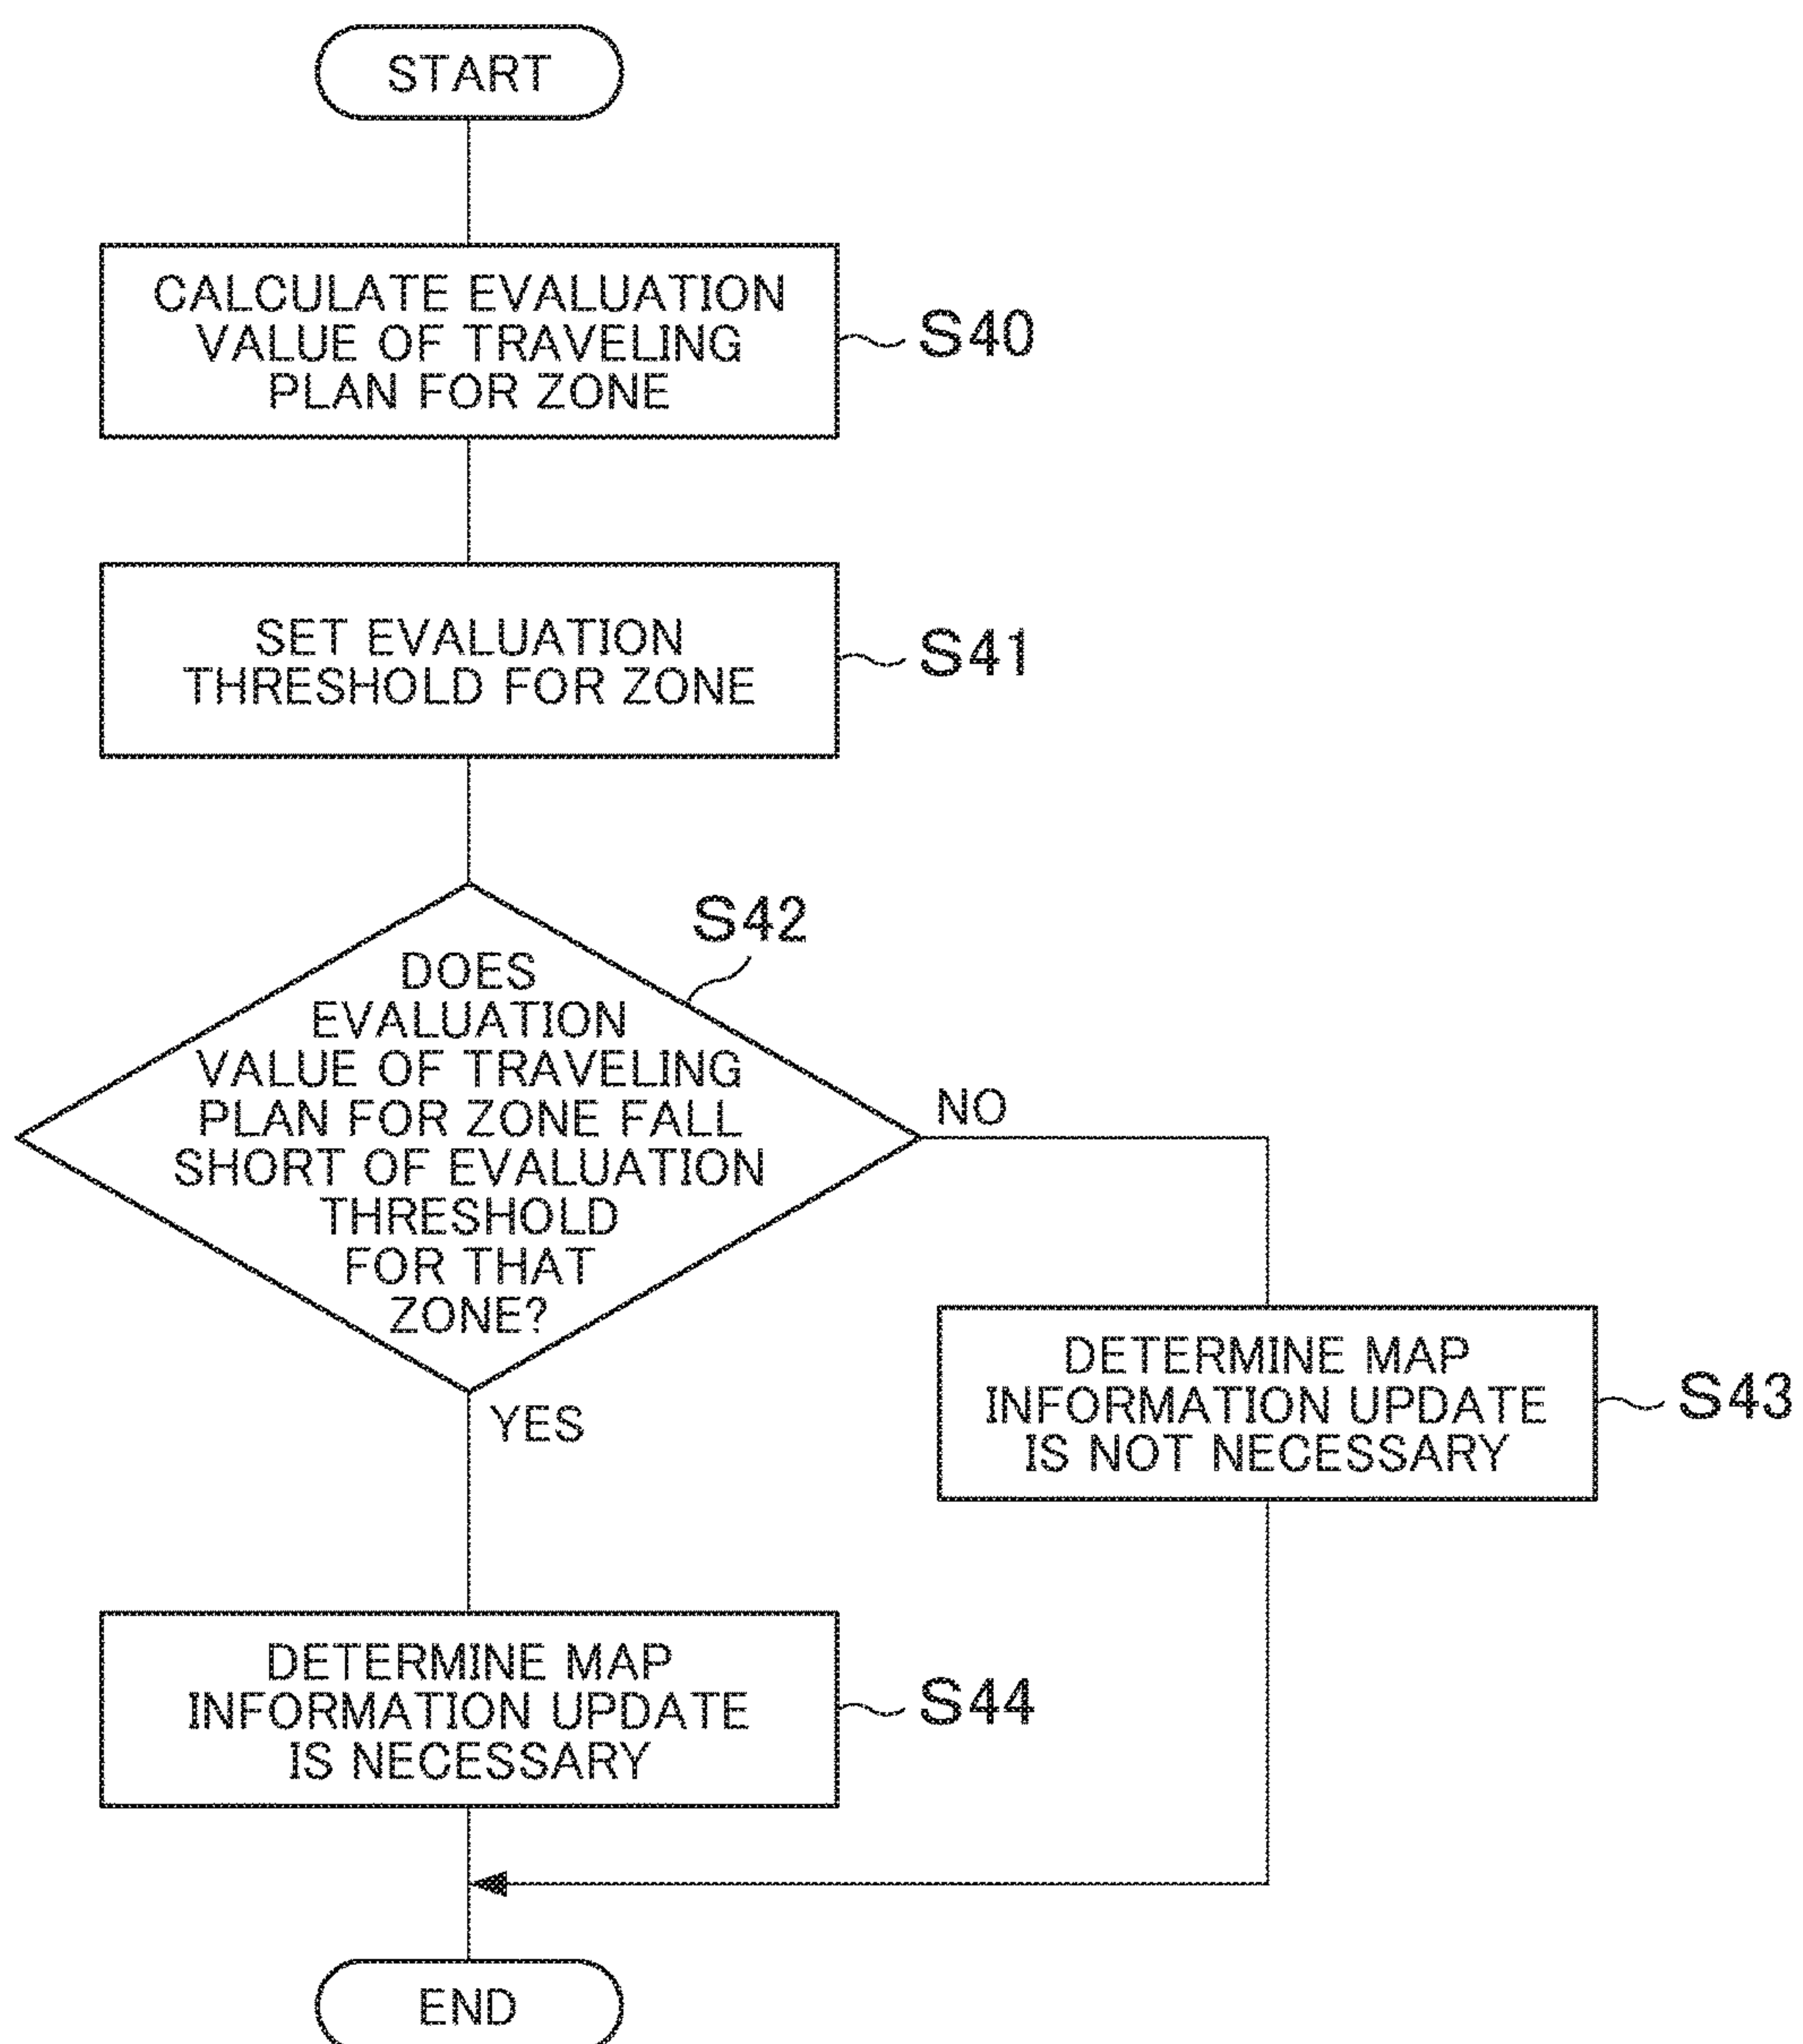 START
CALCULATE EVALUATION
VALUE OF TRAVELING
PLAN FOR ZONE
S40
SET EVALUATION
THRESHOLD FOR ZONE
S41
S42
DOES
EVALUATION
VALUE OF TRAVELING
PLAN FOR ZONE FALL
SHORT OF EVALUATION
THRESHOLD
FOR THAT
ZONE?
NO
YES
DETERMINE MAP
INFORMATION UPDATE
IS NOT NECESSARY
S43
DETERMINE MAP
INFORMATION UPDATE
IS NECESSARY
S44
END